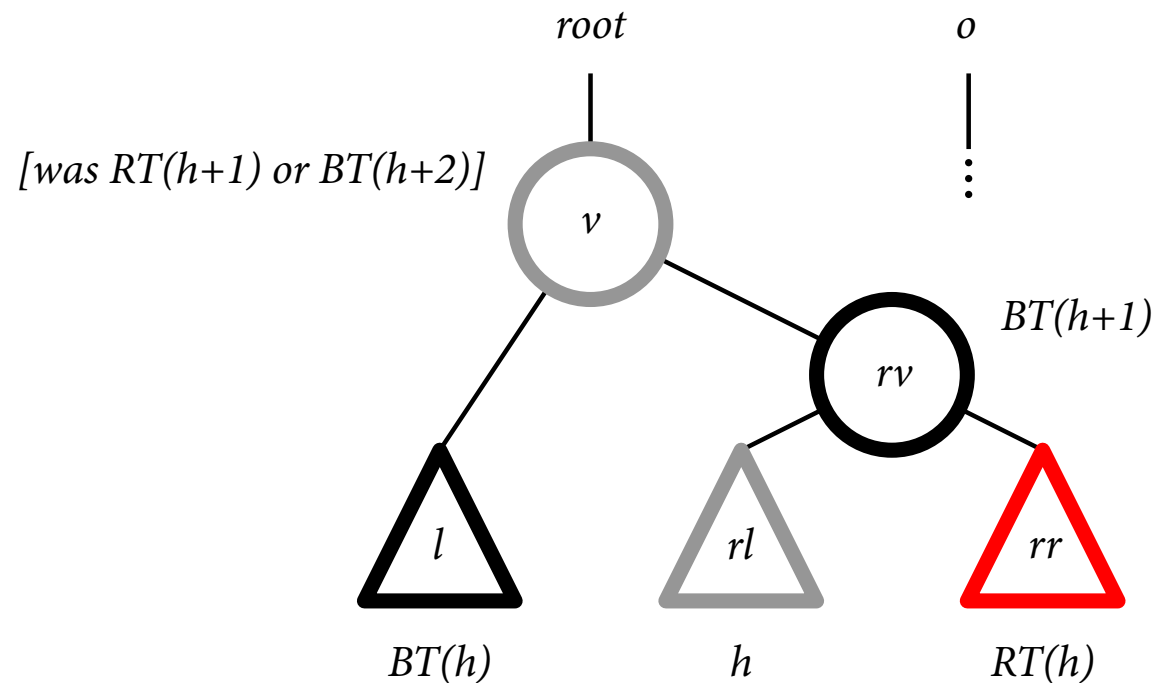 root
o
[was RT(h+1) or BT(h+2)]
v
BT(h+1)
rv
l
rl
rr
BT(h)
h
RT(h)